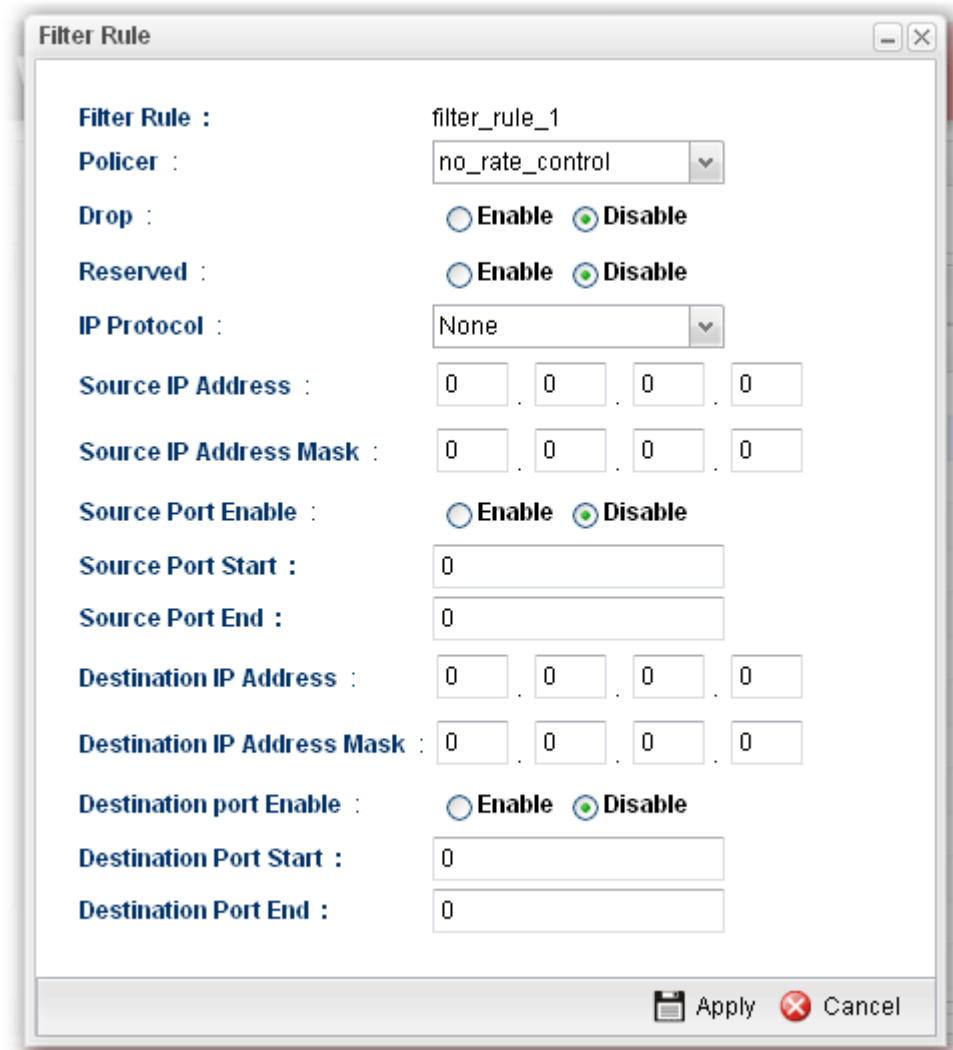 Filter Rule
Filter Rule : filter_rule_1
Policer : no_rate_control
Drop : Enable Disable
Reserved : Enable Disable
IP Protocol : None
Source IP Address : 0 . 0 . 0 . 0
Source IP Address Mask : 0 . 0 . 0 . 0
Source Port Enable : Enable Disable
Source Port Start : 0
Source Port End : 0
Destination IP Address : 0 . 0 . 0 . 0
Destination IP Address Mask : 0 . 0 . 0 . 0
Destination port Enable : Enable Disable
Destination Port Start : 0
Destination Port End : 0
Apply Cancel